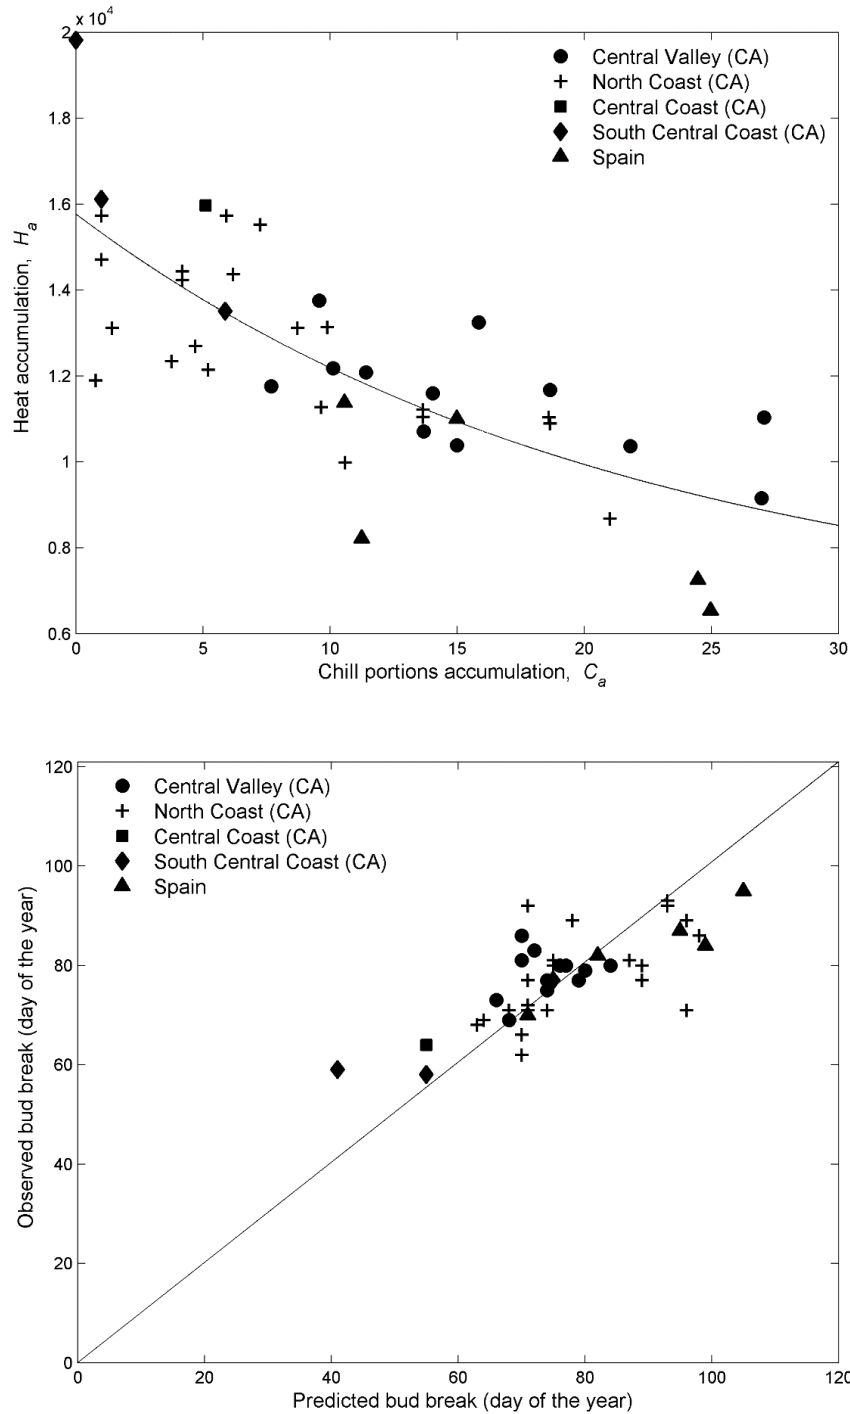 x 10⁴
2
1.8
1.6
1.4
1.2
1
0.8
0.6
Heat accumulation, Hₐ
Central Valley (CA)
North Coast (CA)
Central Coast (CA)
South Central Coast (CA)
Spain
0 5 10 15 20 25 30
Chill portions accumulation, Cₐ
120
100
80
60
40
20
0
Observed bud break (day of the year)
Central Valley (CA)
North Coast (CA)
Central Coast (CA)
South Central Coast (CA)
Spain
0 20 40 60 80 100 120
Predicted bud break (day of the year)